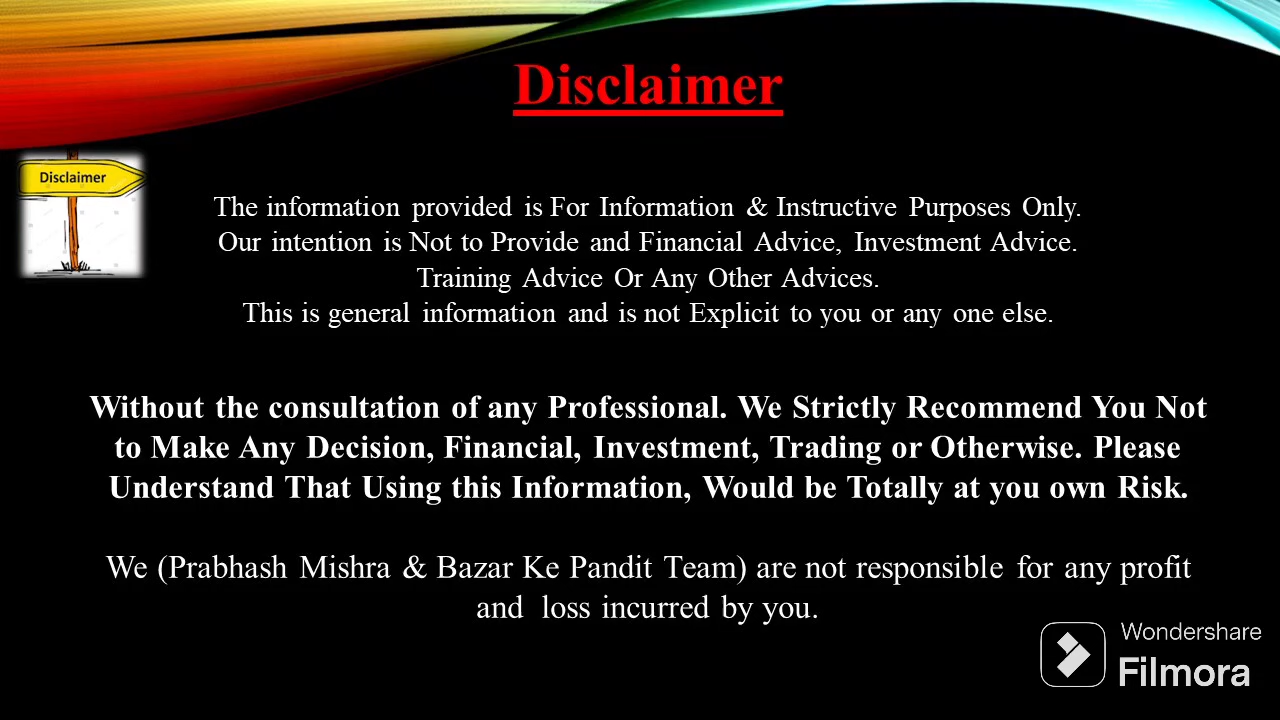 Disclaimer
Disclaimer
The information provided is For Information & Instructive Purposes Only.
Our intention is Not to Provide and Financial Advice, Investment Advice.
Training Advice Or Any Other Advices.
This is general information and is not Explicit to you or any one else.
Without the consultation of any Professional. We Strictly Recommend You Not
to Make Any Decision, Financial, Investment, Trading or Otherwise. Please
Understand That Using this Information, Would be Totally at you own Risk.
We (Prabhash Mishra & Bazar Ke Pandit Team) are not responsible for any profit
and loss incurred by you.
Wondershare
Filmora